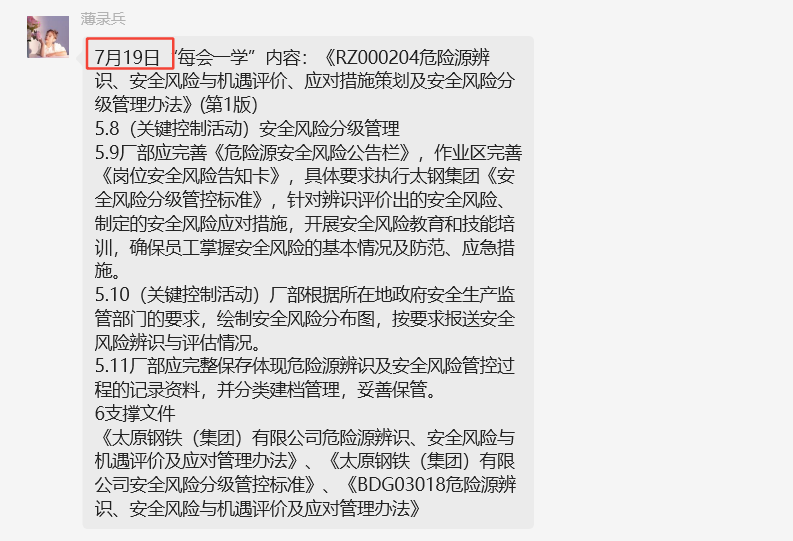 薄录兵
7月19日 “每会一学”内容：《RZ000204危险源辨
识、安全风险与机遇评价、应对措施策划及安全风险分
级管理办法》(第1版)
5.8（关键控制活动）安全风险分级管理
5.9厂部应完善《危险源安全风险公告栏》，作业区完善
《岗位安全风险告知卡》，具体要求执行太钢集团《安
全风险分级管控标准》，针对辨识评价出的安全风险、
制定的安全风险应对措施，开展安全风险教育和技能培
训，确保员工掌握安全风险的基本情况及防范、应急措
施。
5.10（关键控制活动）厂部根据所在地政府安全生产监
管部门的要求，绘制安全风险分布图，按要求报送安全
风险辨识与评估情况。
5.11厂部应完整保存体现危险源辨识及安全风险管控过
程的记录资料，并分类建档管理，妥善保管。
6支撑文件
《太原钢铁（集团）有限公司危险源辨识、安全风险与
机遇评价及应对管理办法》、《太原钢铁（集团）有限
公司安全风险分级管控标准》、《BDG03018危险源辨
识、安全风险与机遇评价及应对管理办法》